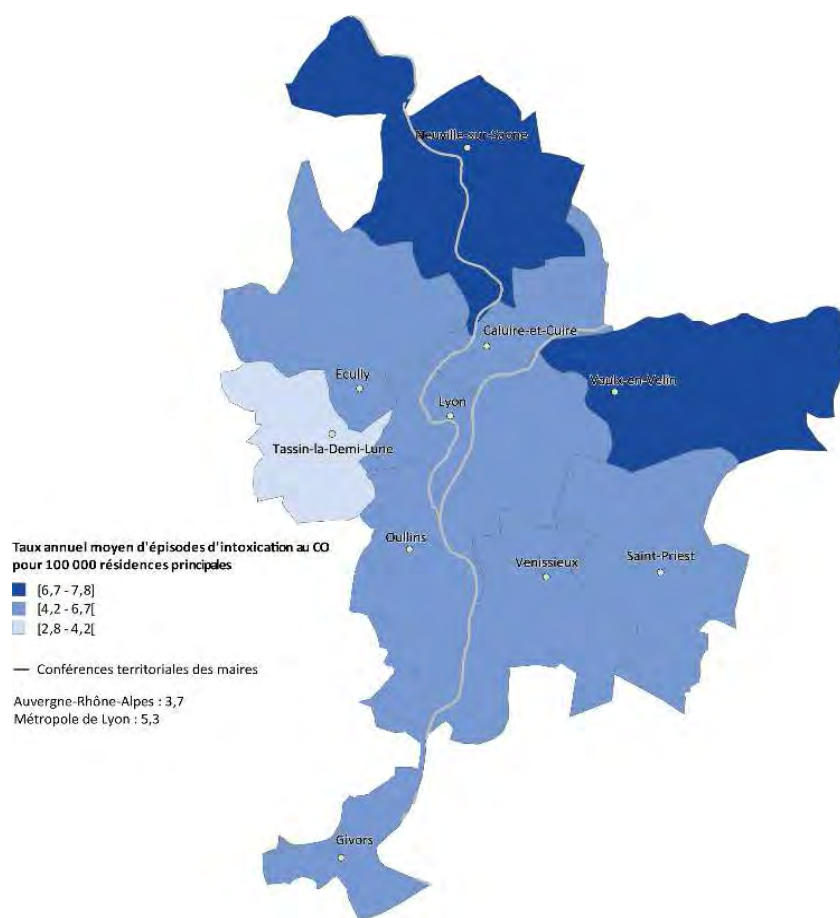 Neuville-sur-Saone
Caluire-et-Cuire
Ecully
Vaulx-en-Velin
Lyon
Tassin-la-Demi-Lune
Oullins
Venissieux
Saint-Priest
Taux annuel moyen d'épisodes d'intoxication au CO
pour 100 000 résidences principales
[6,7 - 7,8]
[4,2 - 6,7[
[2,8 - 4,2[
Conférences territoriales des maires
Auvergne-Rhône-Alpes : 3,7
Métropole de Lyon : 5,3
Givors